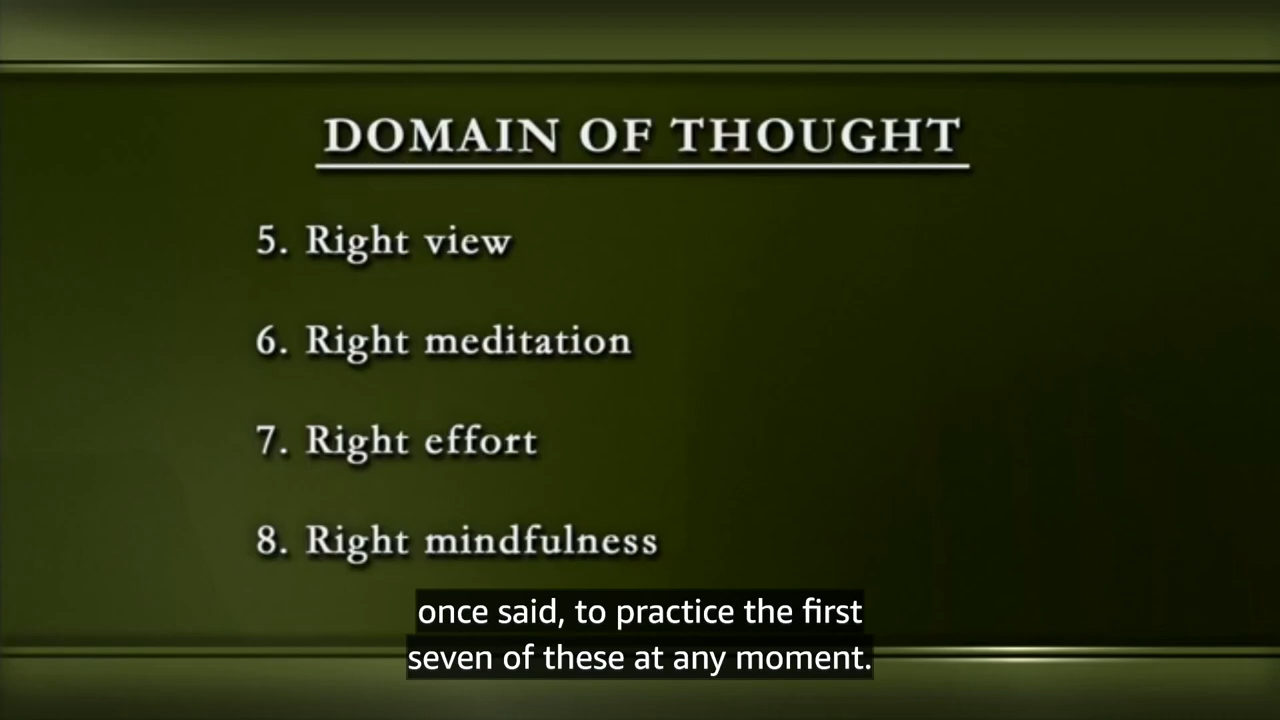 DOMAIN OF THOUGHT
5. Right view
6. Right meditation
7. Right effort
8. Right mindfulness
once said, to practice the first
seven of these at any moment.